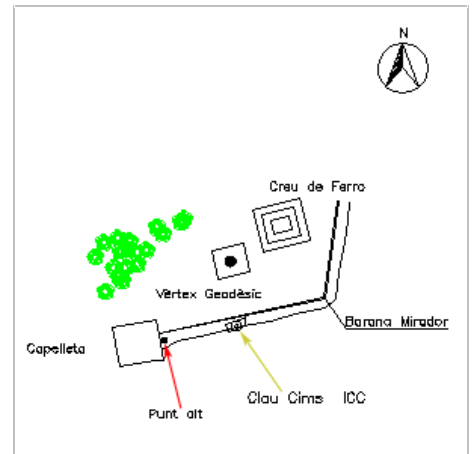 N
Creu de Ferro
Vèrtex Geodèsic
Barana Mirador
Capelleta
Clau Cims ICC
Punt alt